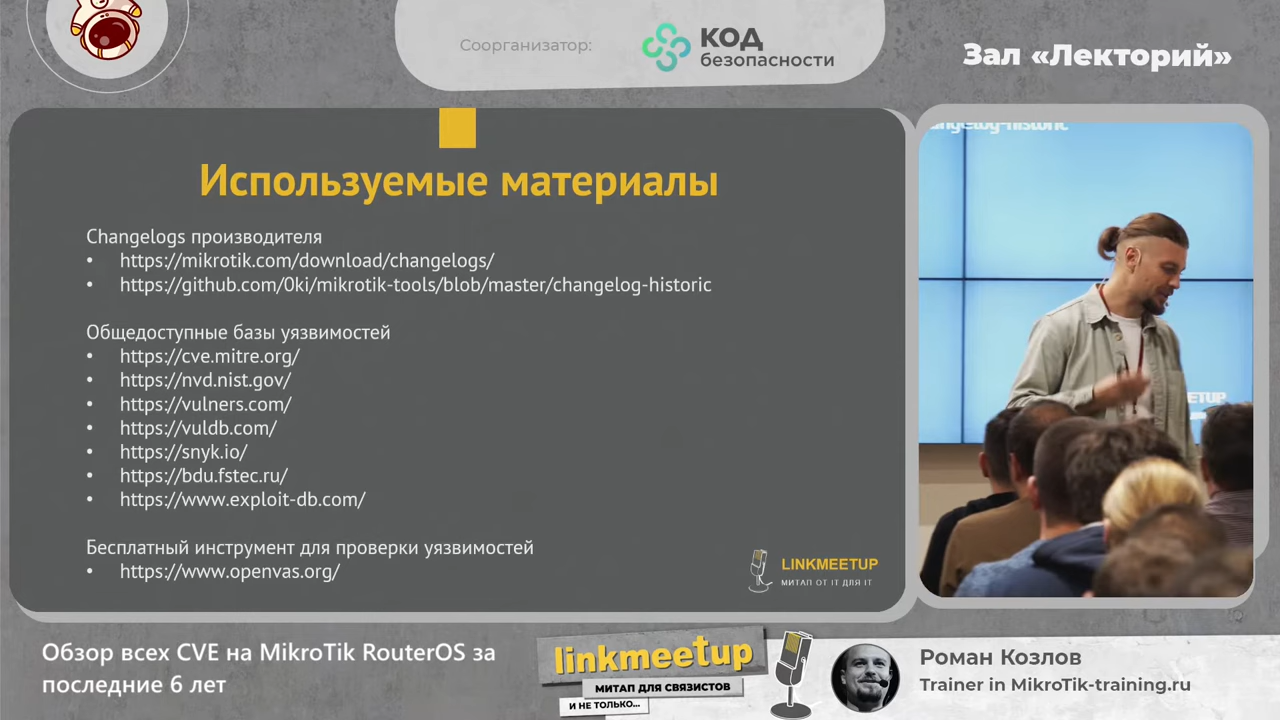 Соорганизатор:
КОД
безопасности
Зал «Лекторий»
Используемые материалы
Changelogs производителя
• https://mikrotik.com/download/changelogs/
• https://github.com/0ki/mikrotik-tools/blob/master/changelog-historic
Общедоступные базы уязвимостей
• https://cve.mitre.org/
• https://nvd.nist.gov/
• https://vulners.com/
• https://vuldb.com/
• https://snyk.io/
• https://bdu.fstec.ru/
• https://www.exploit-db.com/
Бесплатный инструмент для проверки уязвимостей
• https://www.openvas.org/
LINKMEETUP
МИТАП ОТ IT ДЛЯ IT
Обзор всех CVE на MikroTik RouterOS за
последние 6 лет
linkmeetup
МИТАП ДЛЯ СВЯЗИСТОВ
И НЕ ТОЛЬКО...
Роман Козлов
Trainer in MikroTik-training.ru